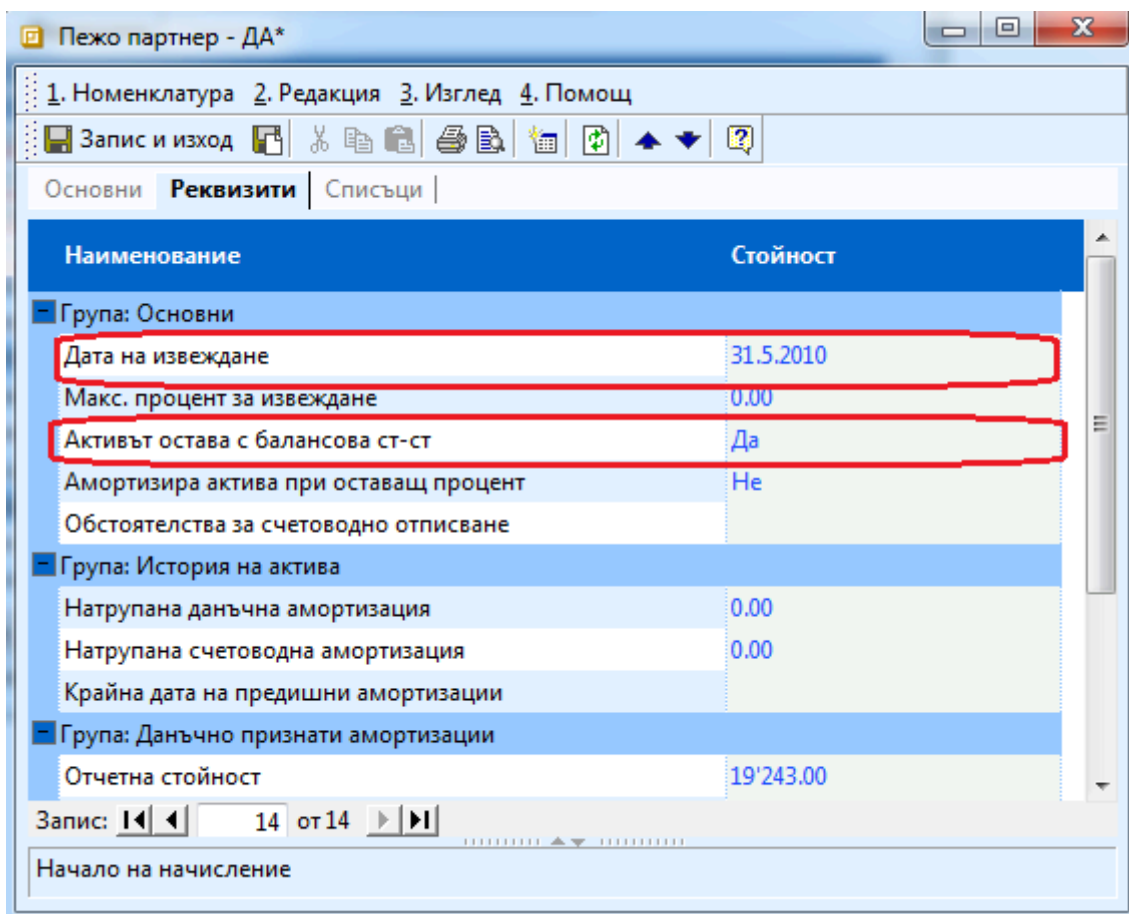 Пежо партнер - ДА*
1. Номенклатура 2. Редакция 3. Изглед 4. Помощ
Запис и изход
Основни Реквизити Списъци
Наименование Стойност
Група: Основни
Дата на извеждане 31.5.2010
Макс. процент за извеждане 0.00
Активът остава с балансова ст-ст Да
Амортизира актива при оставащ процент Не
Обстоятелства за счетоводно отписване
Група: История на актива
Натрупана данъчна амортизация 0.00
Натрупана счетоводна амортизация 0.00
Крайна дата на предишни амортизации
Група: Данъчно признати амортизации
Отчетна стойност 19'243.00
Запис: 14 от 14
Начало на начисление